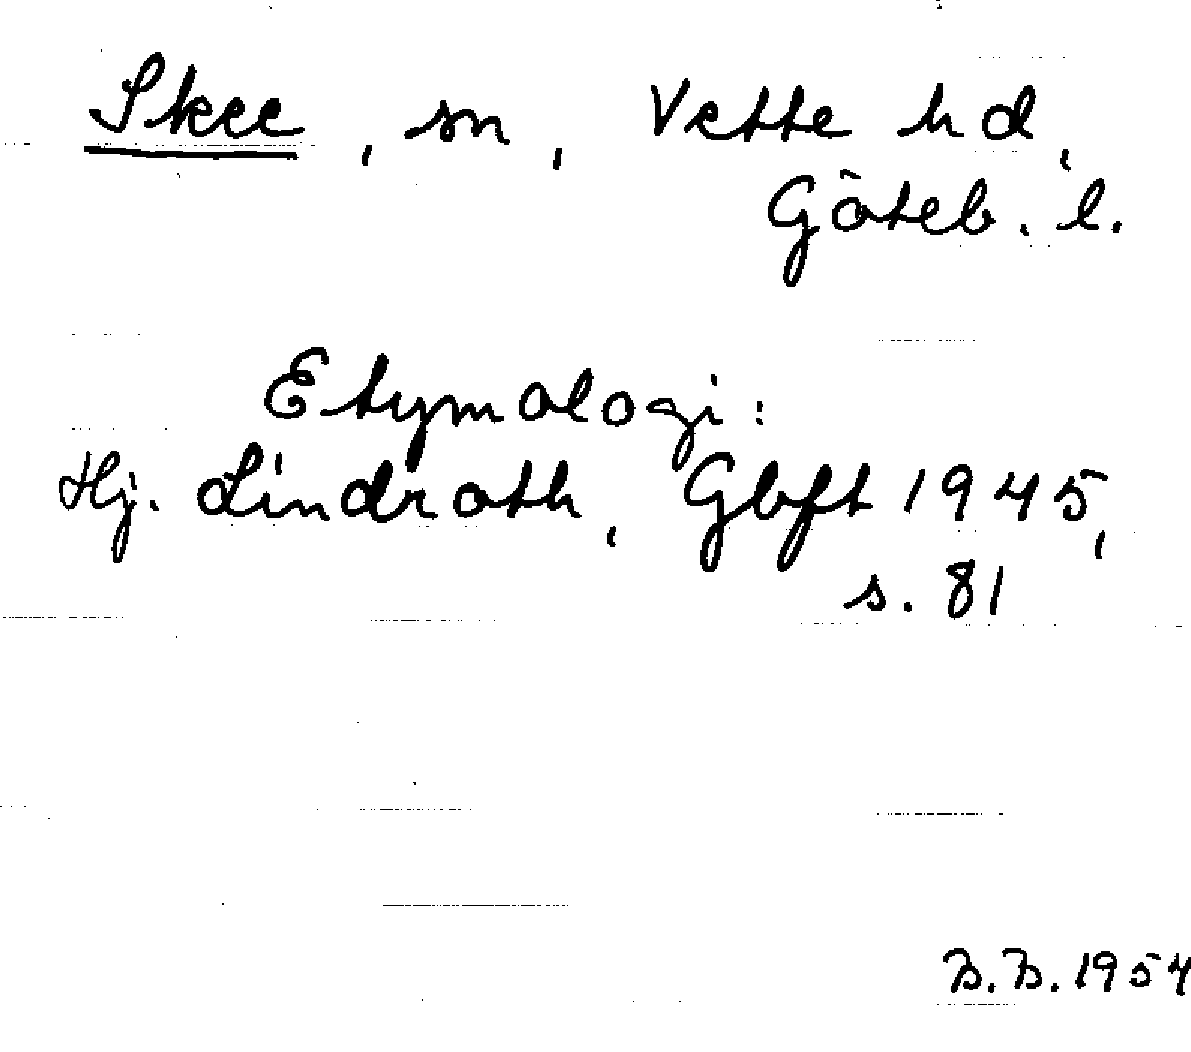 Skee, sn, Vette hd,
Göteb. l.
Etymologi:
Hj. Lindroth, Gbft 1945,
s. 81
B.B. 1954